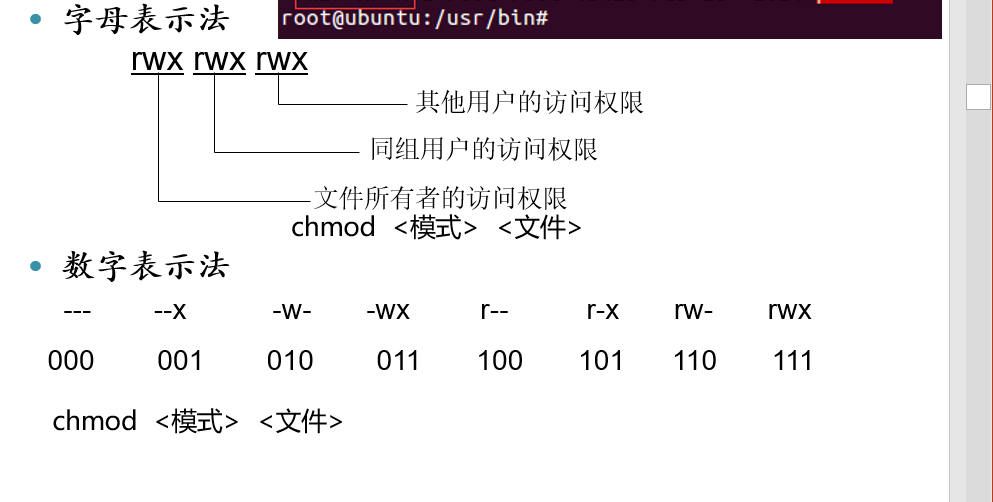 字母表示法
root@ubuntu:/usr/bin#
rwx rwx rwx
其他用户的访问权限
同组用户的访问权限
文件所有者的访问权限
chmod <模式> <文件>
数字表示法
--- --x -w- -wx r-- r-x rw- rwx
000 001 010 011 100 101 110 111
chmod <模式> <文件>